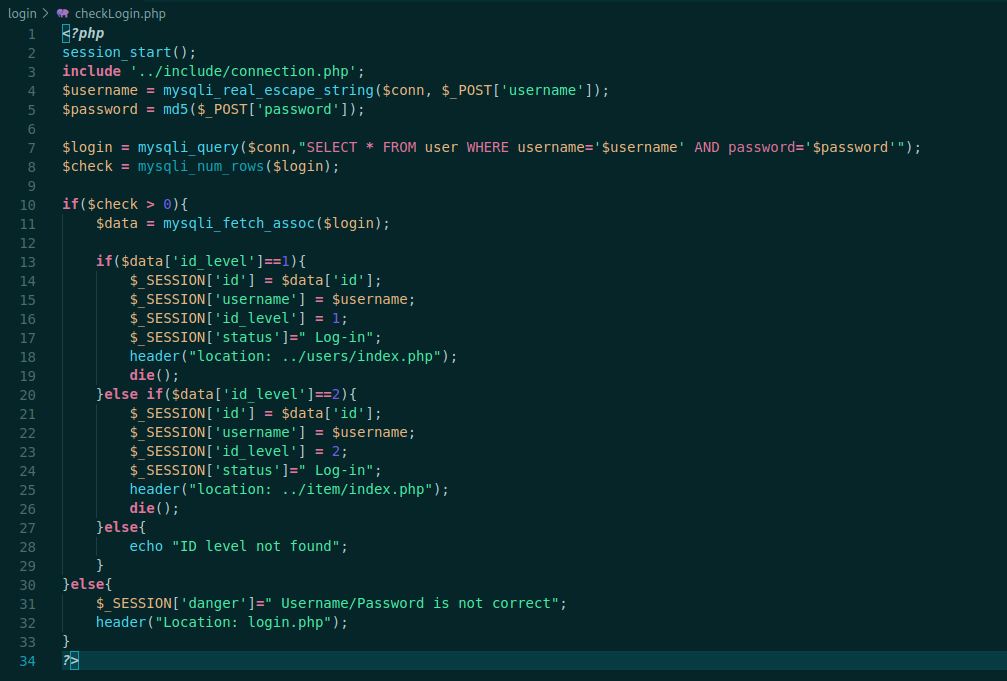 login > checkLogin.php
1 <?php
2 session_start();
3 include '../include/connection.php';
4 $username = mysqli_real_escape_string($conn, $_POST['username']);
5 $password = md5($_POST['password']);
6
7 $login = mysqli_query($conn,"SELECT * FROM user WHERE username='$username' AND password='$password'");
8 $check = mysqli_num_rows($login);
9
10 if($check > 0){
11     $data = mysqli_fetch_assoc($login);
12
13     if($data['id_level']==1){
14         $_SESSION['id'] = $data['id'];
15         $_SESSION['username'] = $username;
16         $_SESSION['id_level'] = 1;
17         $_SESSION['status']=" Log-in";
18         header("location: ../users/index.php");
19         die();
20     }else if($data['id_level']==2){
21         $_SESSION['id'] = $data['id'];
22         $_SESSION['username'] = $username;
23         $_SESSION['id_level'] = 2;
24         $_SESSION['status']=" Log-in";
25         header("location: ../item/index.php");
26         die();
27     }else{
28         echo "ID level not found";
29     }
30 }else{
31     $_SESSION['danger']=" Username/Password is not correct";
32     header("Location: login.php");
33 }
34 ?>